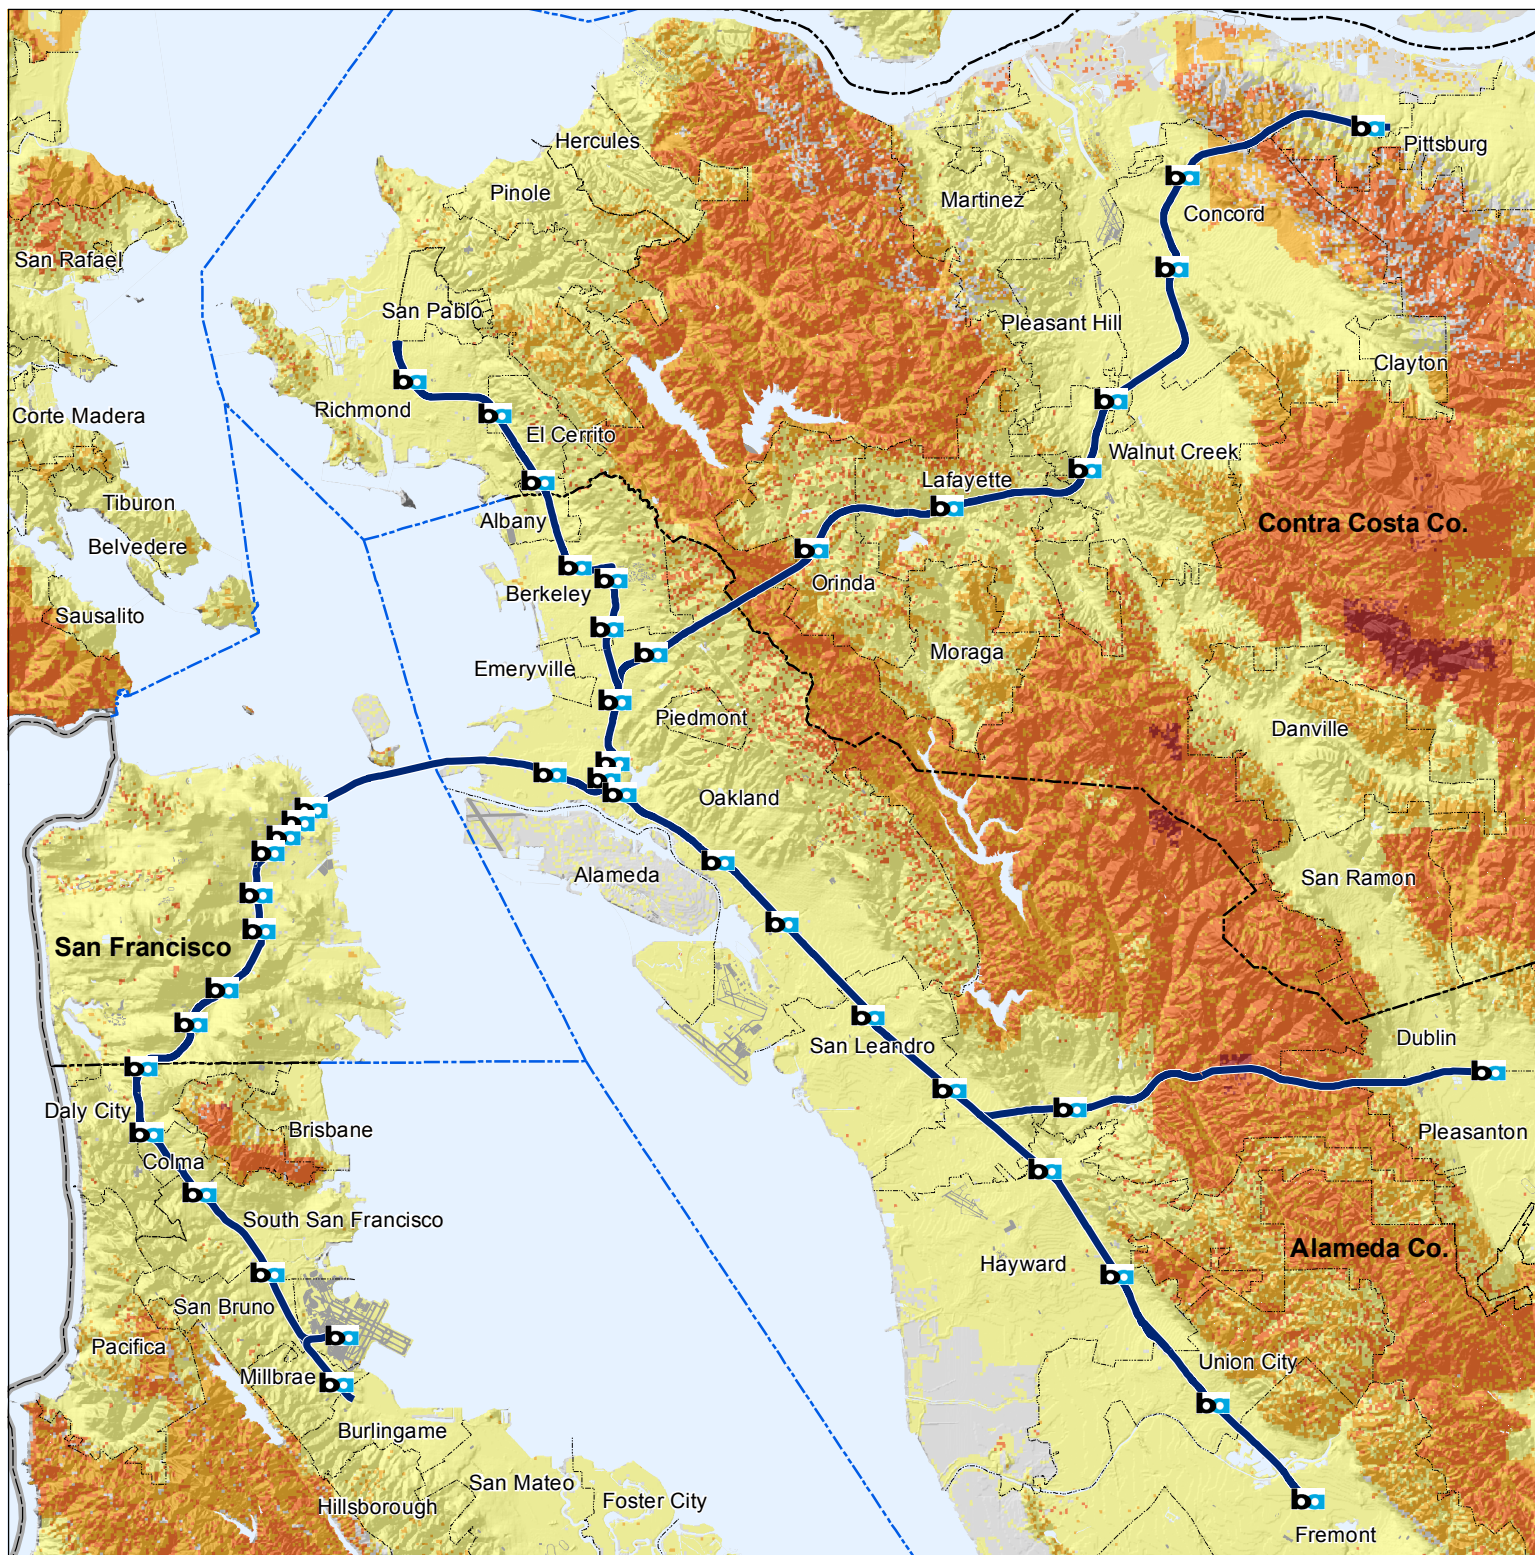 Hercules
Pittsburg
Pinole
Martinez
Concord
San Rafael
San Pablo
Pleasant Hill
Clayton
Richmond
Corte Madera
El Cerrito
Walnut Creek
Lafayette
Tiburon
Albany
Contra Costa Co.
Belvedere
Orinda
Berkeley
Sausalito
Moraga
Emeryville
Piedmont
Danville
Oakland
Alameda
San Ramon
San Francisco
Dublin
San Leandro
Daly City
Brisbane
Pleasanton
Colma
South San Francisco
Alameda Co.
Hayward
San Bruno
Pacifica
Union City
Millbrae
Burlingame
San Mateo
Foster City
Hillsborough
Fremont